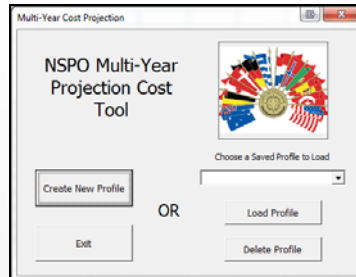 Multi-Year Cost Projection
NSPO Multi-Year
Projection Cost
Tool
Choose a Saved Profile to Load
Create New Profile
OR
Load Profile
Exit
Delete Profile